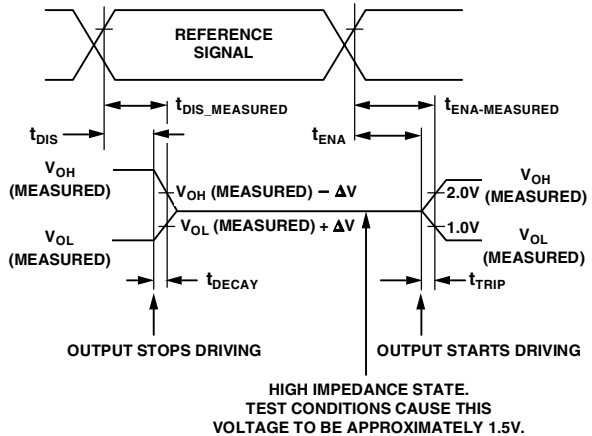 REFERENCE
SIGNAL
tDIS_MEASURED
tENA-MEASURED
tDIS
tENA
VOH
(MEASURED)
VOH (MEASURED) – ΔV
2.0V
VOH
(MEASURED)
VOL
(MEASURED)
VOL (MEASURED) + ΔV
1.0V
VOL
(MEASURED)
tDECAY
tTRIP
OUTPUT STOPS DRIVING
OUTPUT STARTS DRIVING
HIGH IMPEDANCE STATE.
TEST CONDITIONS CAUSE THIS
VOLTAGE TO BE APPROXIMATELY 1.5V.